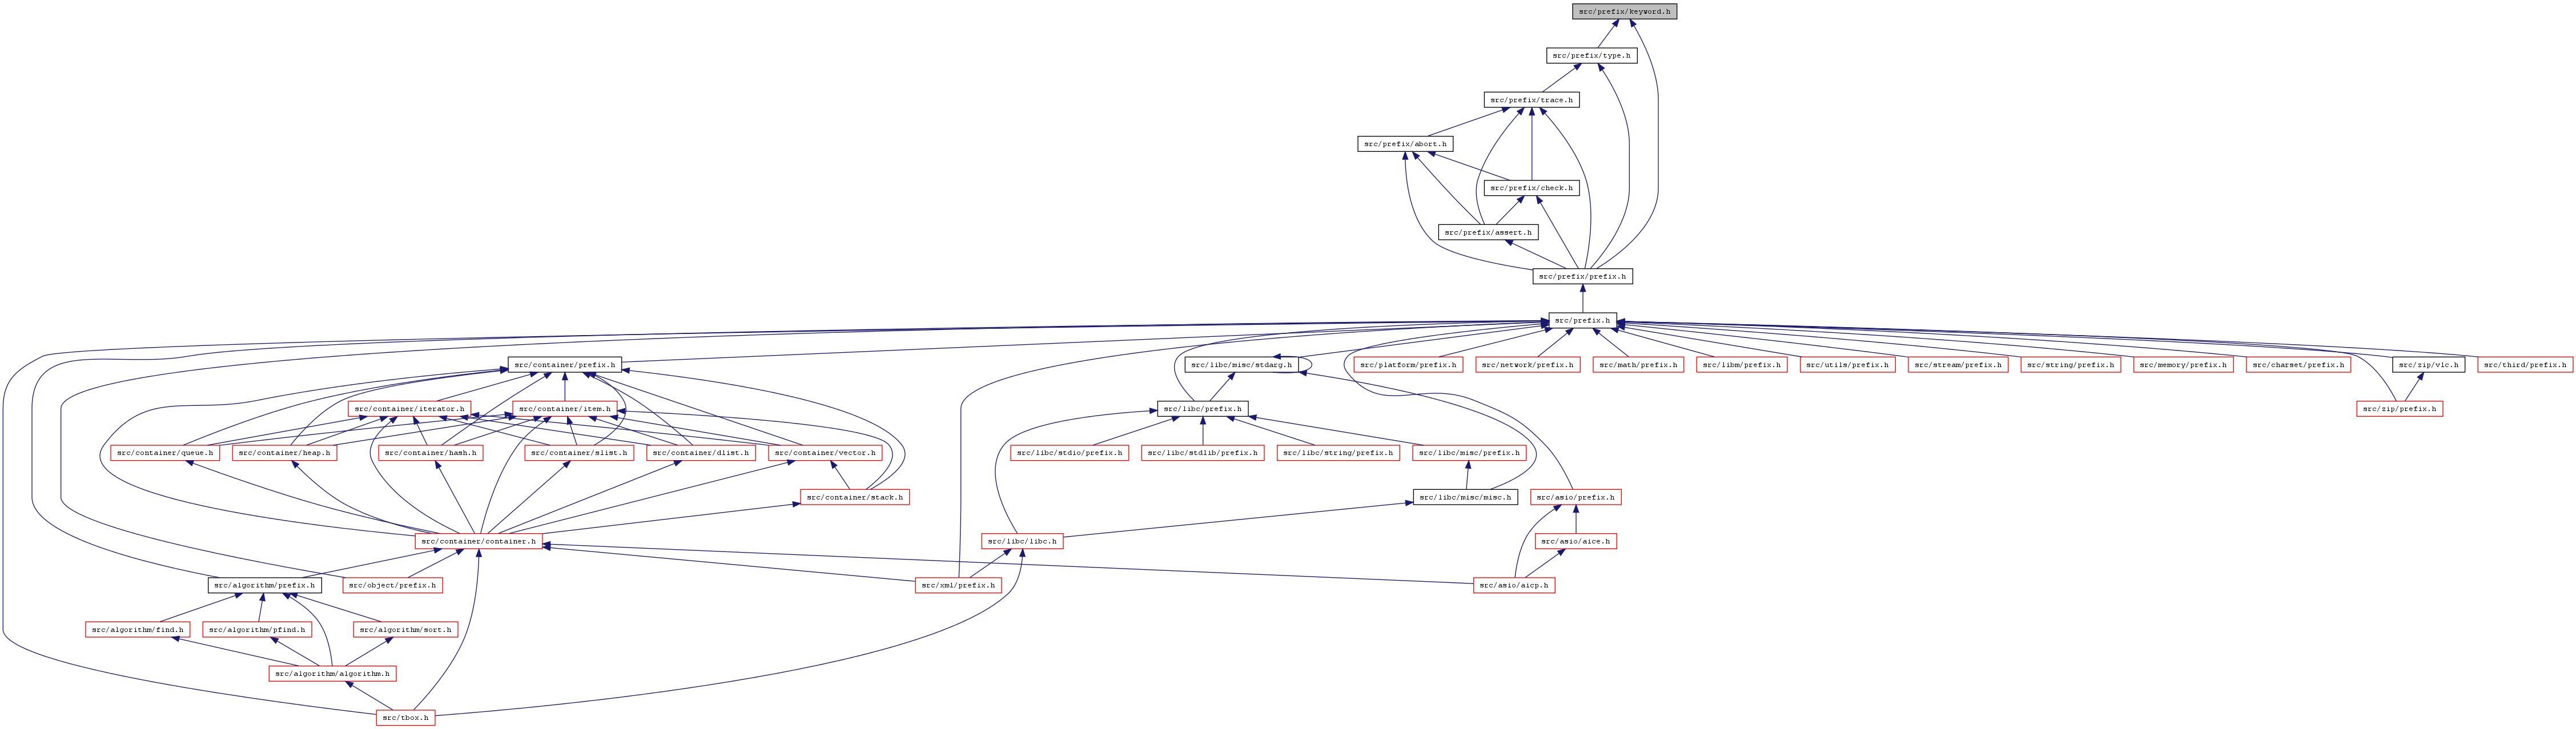 src/prefix/keyword.h
src/prefix/type.h
src/prefix/trace.h
src/prefix/abort.h
src/prefix/check.h
src/prefix/assert.h
src/prefix/prefix.h
src/prefix.h
src/container/prefix.h
src/libc/misc/stdarg.h
src/platform/prefix.h
src/network/prefix.h
src/math/prefix.h
src/libm/prefix.h
src/utils/prefix.h
src/stream/prefix.h
src/string/prefix.h
src/memory/prefix.h
src/charset/prefix.h
src/zip/vlc.h
src/third/prefix.h
src/container/iterator.h
src/container/item.h
src/libc/prefix.h
src/zip/prefix.h
src/container/queue.h
src/container/heap.h
src/container/hash.h
src/container/slist.h
src/container/dlist.h
src/container/vector.h
src/libc/stdio/prefix.h
src/libc/stdlib/prefix.h
src/libc/string/prefix.h
src/libc/misc/prefix.h
src/container/stack.h
src/libc/misc/misc.h
src/asio/prefix.h
src/container/container.h
src/libc/libc.h
src/asio/aice.h
src/algorithm/prefix.h
src/object/prefix.h
src/xml/prefix.h
src/asio/aicp.h
src/algorithm/find.h
src/algorithm/pfind.h
src/algorithm/sort.h
src/algorithm/algorithm.h
src/tbox.h